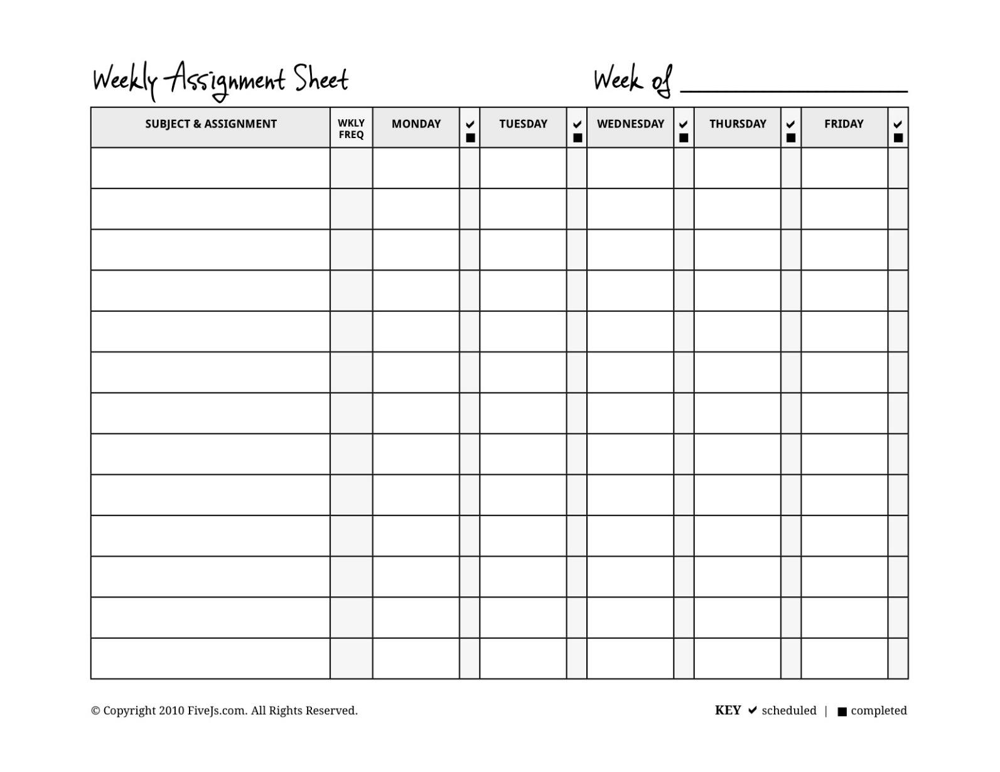 Weekly Assignment Sheet Week of
SUBJECT & ASSIGNMENT WKLY FREQ MONDAY ✔ ■ TUESDAY ✔ ■ WEDNESDAY ✔ ■ THURSDAY ✔ ■ FRIDAY ✔ ■
© Copyright 2010 FiveJs.com. All Rights Reserved. KEY ✔ scheduled | ■ completed